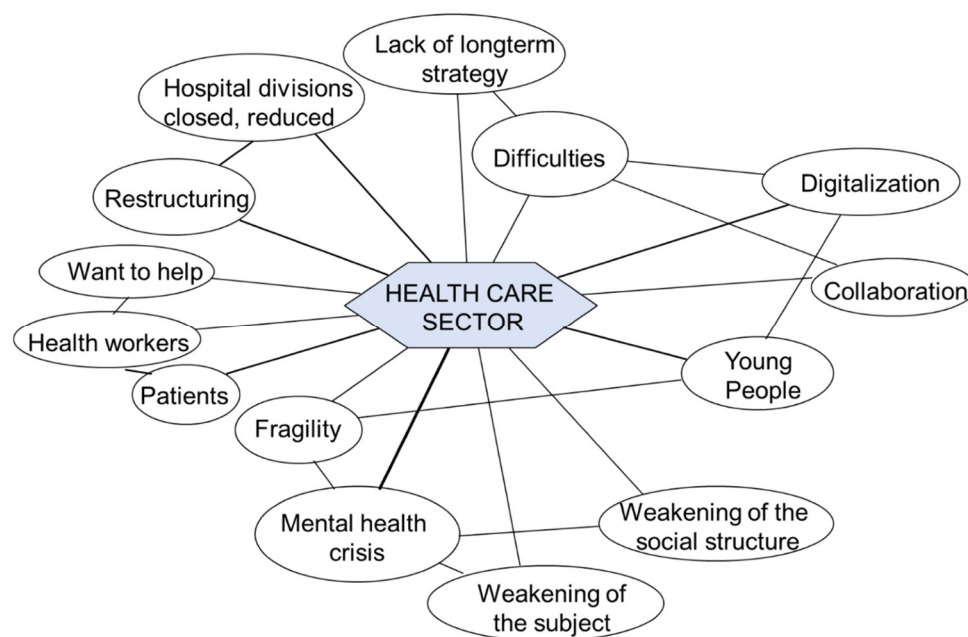 Lack of longterm
strategy
Hospital divisions
closed, reduced
Difficulties
Digitalization
Restructuring
Want to help
HEALTH CARE
SECTOR
Collaboration
Health workers
Young
People
Patients
Fragility
Mental health
crisis
Weakening of the
social structure
Weakening of
the subject